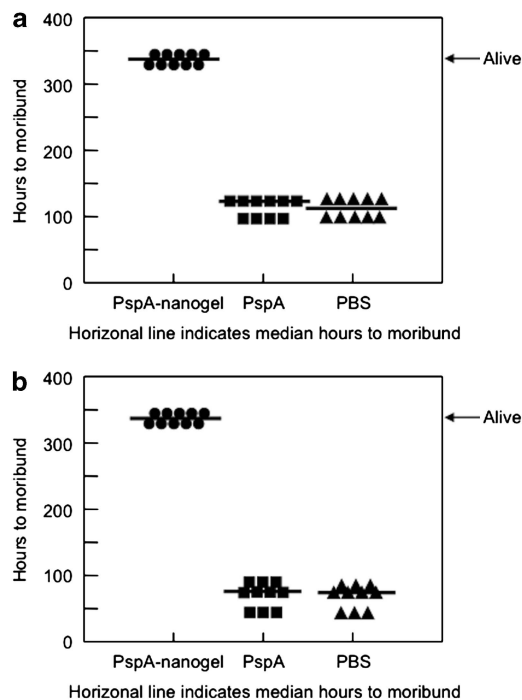 a
400
300
200
100
0
Hours to moribund
Alive
PspA-nanogel PspA PBS
Horizonal line indicates median hours to moribund
b
400
300
200
100
0
Hours to moribund
Alive
PspA-nanogel PspA PBS
Horizonal line indicates median hours to moribund